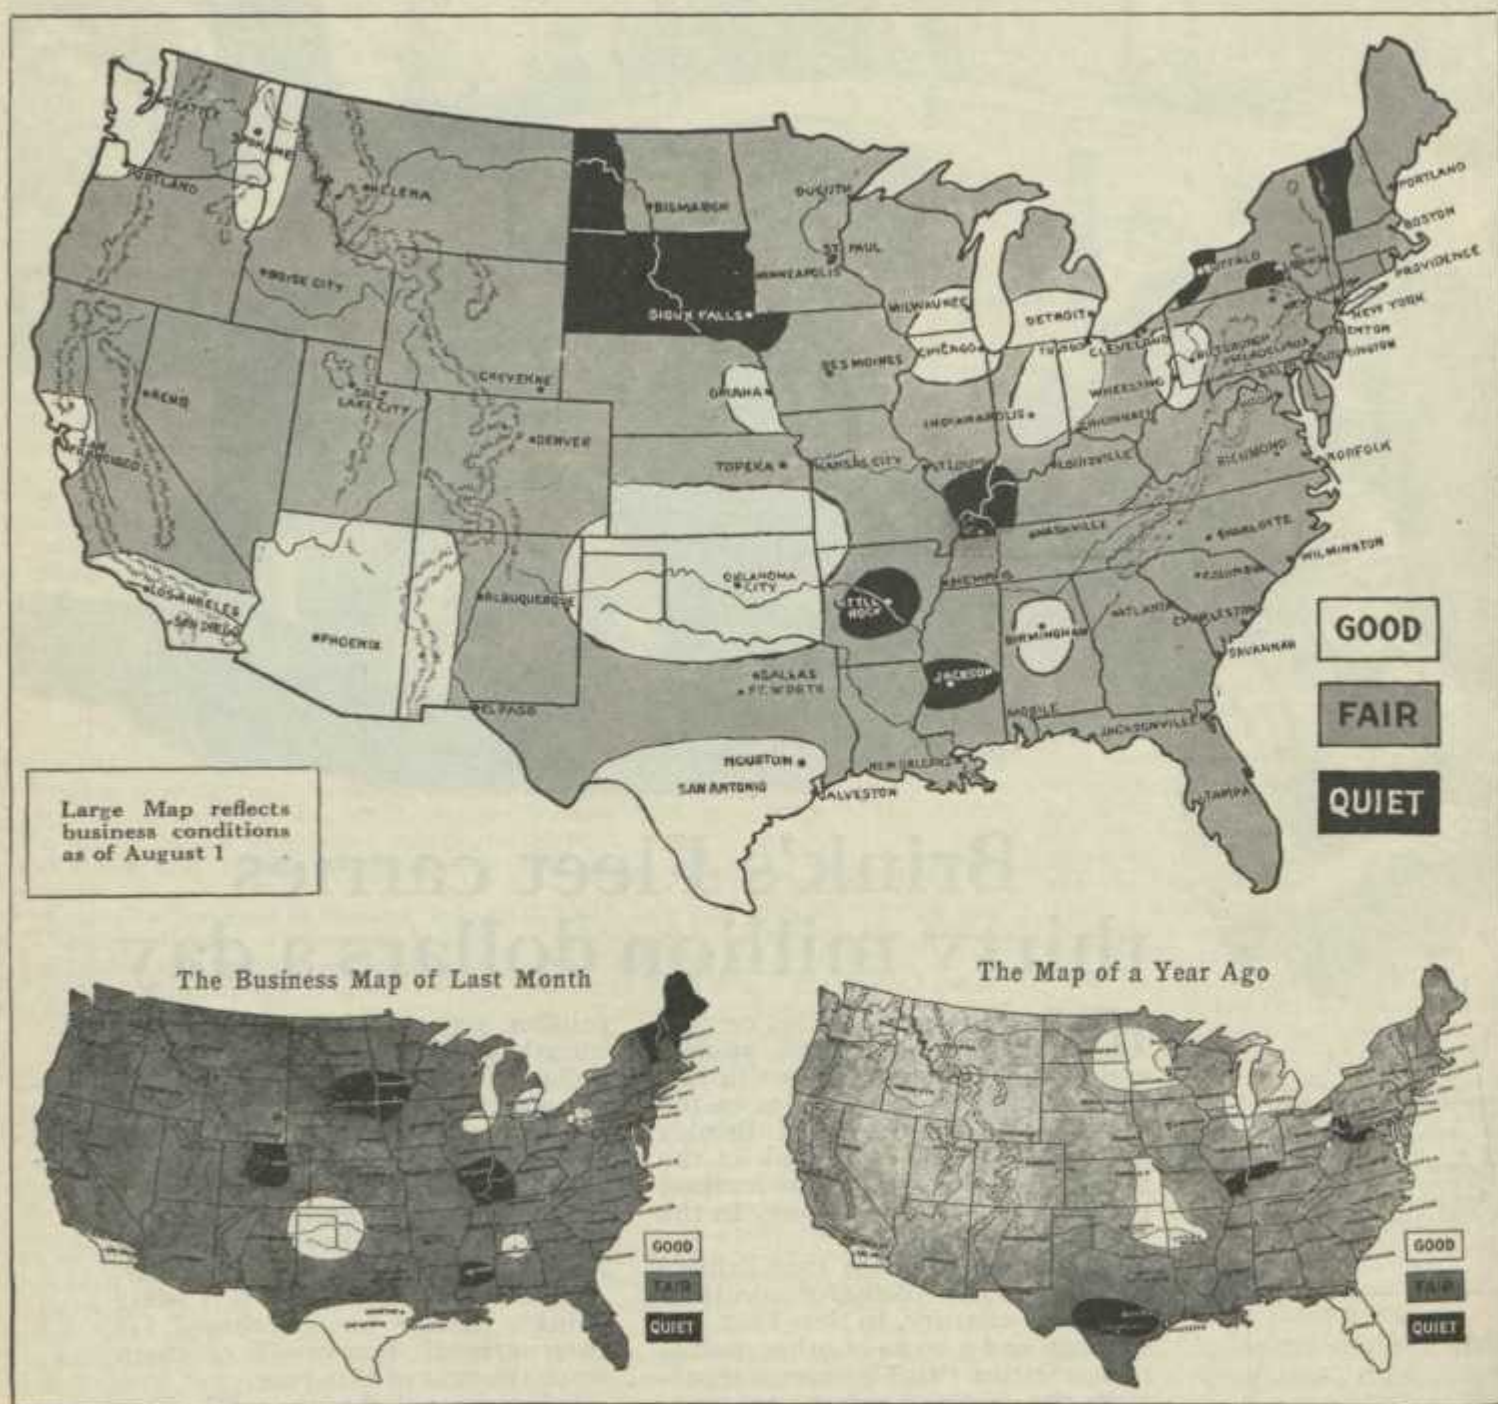 SEATTLE
SPOKANE
PORTLAND
HELENA
BISMARCH
DULUTH
ST. PAUL
MINNEAPOLIS
BOISE CITY
SIOUX FALLS
MILWAUKEE
DETROIT
BUFFALO
PORTLAND
BOSTON
PROVIDENCE
NEW YORK
TRENTON
CHICAGO
TOLEDO
CLEVELAND
PITTSBURGH
PHILADELPHIA
DES MOINES
CHEYENNE
OMAHA
WHEELING
RENO
SALT
LAKE CITY
INDIANAPOLIS
CINCINNATI
SAN
FRANCISCO
DENVER
TOPEKA
KANSAS CITY
ST LOUIS
LOUISVILLE
RICHMOND
NORFOLK
NASHVILLE
CHARLOTTE
WILMINGTON
LOS ANGELES
SAN DIEGO
PHOENIX
ALBUQUERQUE
OKLAHOMA
CITY
LITTLE
ROCK
MEMPHIS
COLUMBIA
ATLANTA
CHARLESTON
BIRMINGHAM
SAVANNAH
DALLAS
FT. WORTH
JACKSON
EL PASO
MOBILE
JACKSONVILLE
HOUSTON
SAN ANTONIO
NEW ORLEANS
GALVESTON
TAMPA
GOOD
FAIR
QUIET
Large Map reflects
business conditions
as of August 1
The Business Map of Last Month
GOOD
FAIR
QUIET
The Map of a Year Ago
GOOD
FAIR
QUIET